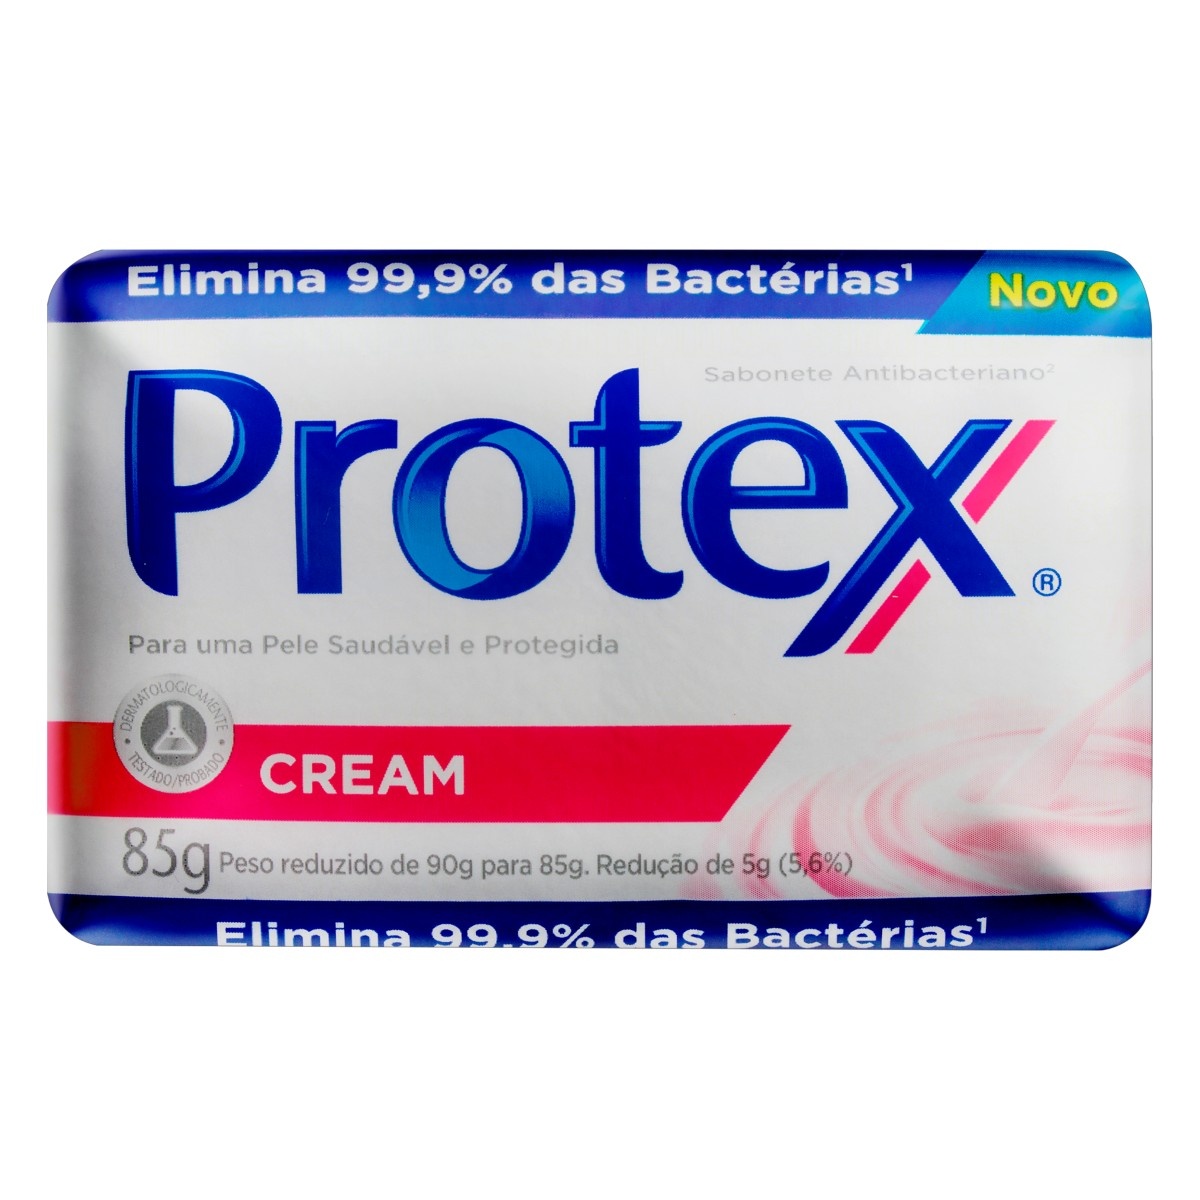 Elimina 99,9% das Bactérias¹
Novo
Sabonete Antibacteriano²
Protex®
Para uma Pele Saudável e Protegida
DERMATOLOGICAMENTE
TESTADO/PROBADO
CREAM
85g Peso reduzido de 90g para 85g. Redução de 5g (5,6%)
Elimina 99,9% das Bactérias¹